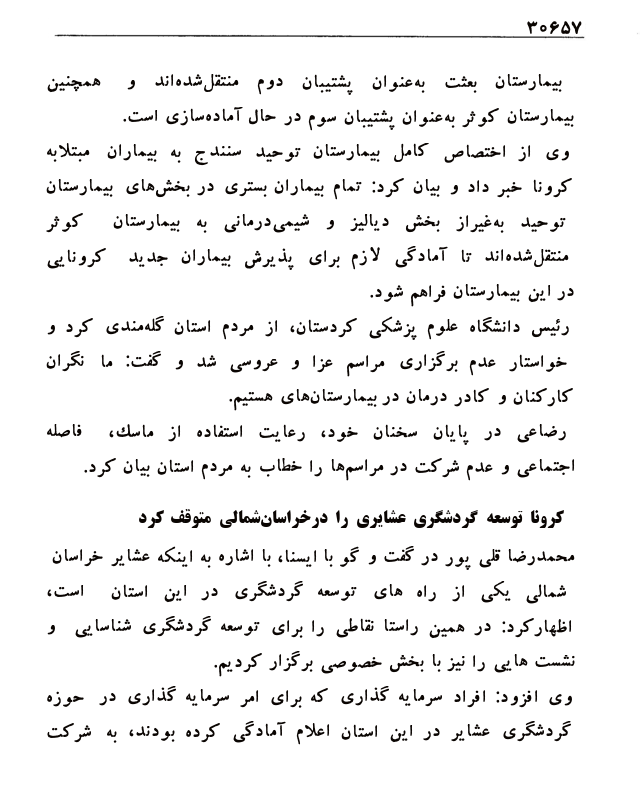 ۳۰۶۵۷
بیمارستان بعثت به‌عنوان پشتیبان دوم منتقل‌شده‌اند و همچنین
بیمارستان کوثر به‌عنوان پشتیبان سوم در حال آماده‌سازی است.
وی از اختصاص کامل بیمارستان توحید سنندج به بیماران مبتلابه
کرونا خبر داد و بیان کرد: تمام بیماران بستری در بخش‌های بیمارستان
توحید به‌غیراز بخش دیالیز و شیمی‌درمانی به بیمارستان کوثر
منتقل‌شده‌اند تا آمادگی لازم برای پذیرش بیماران جدید کرونایی
در این بیمارستان فراهم شود.
رئیس دانشگاه علوم پزشکی کردستان، از مردم استان گله‌مندی کرد و
خواستار عدم برگزاری مراسم عزا و عروسی شد و گفت: ما نگران
کارکنان و کادر درمان در بیمارستان‌های هستیم.
رضاعی در پایان سخنان خود، رعایت استفاده از ماسك، فاصله
اجتماعی و عدم شرکت در مراسم‌ها را خطاب به مردم استان بیان کرد.
کرونا توسعه گردشگری عشایری را درخراسان‌شمالی متوقف کرد
محمدرضا قلی پور در گفت و گو با ایسنا، با اشاره به اینکه عشایر خراسان
شمالی یکی از راه های توسعه گردشگری در این استان است،
اظهارکرد: در همین راستا نقاطی را برای توسعه گردشگری شناسایی و
نشست هایی را نیز با بخش خصوصی برگزار کردیم.
وی افزود: افراد سرمایه گذاری که برای امر سرمایه گذاری در حوزه
گردشگری عشایر در این استان اعلام آمادگی کرده بودند، به شرکت